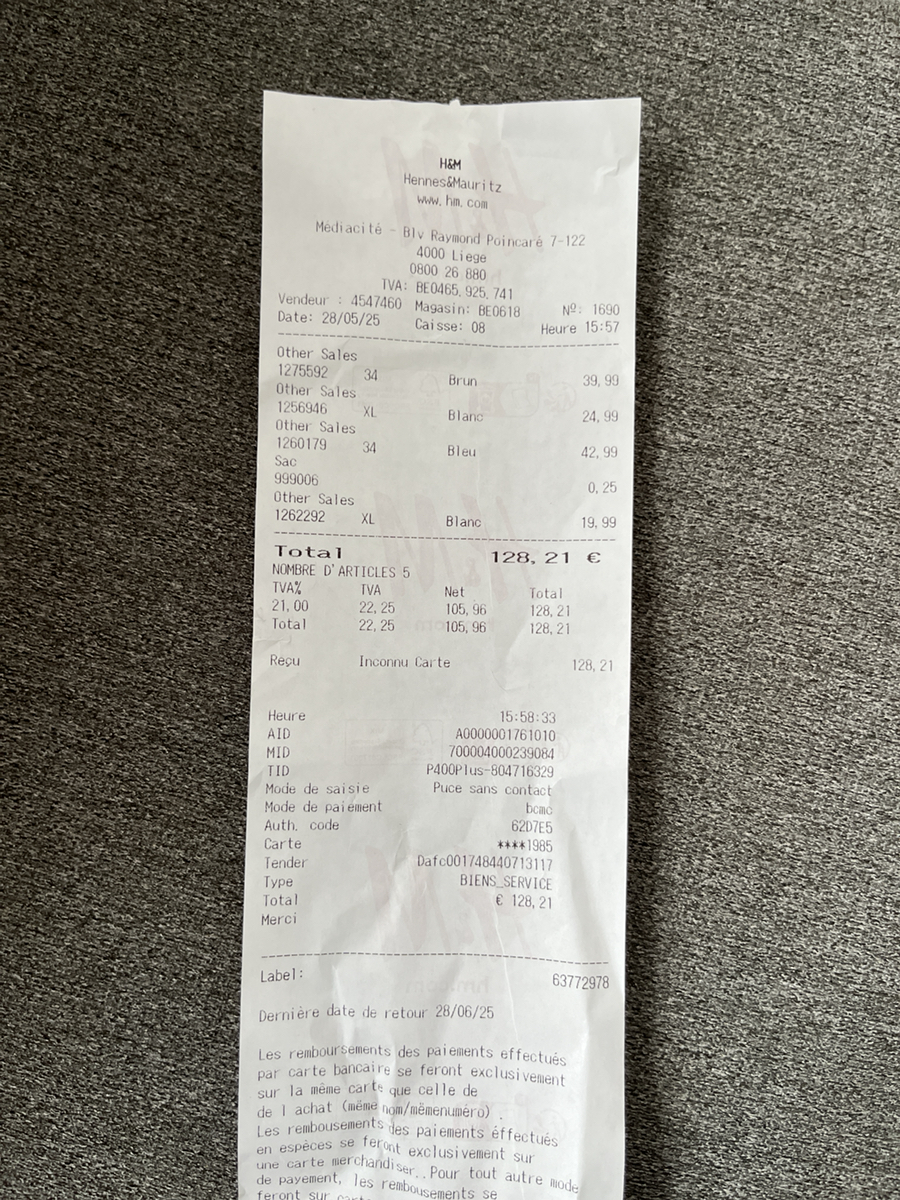 H&M
Hennes&Mauritz
www.hm.com
Médiacité - Blv Raymond Poincaré 7-122
4000 Liege
0800 26 880
TVA: BE0465.925.741
Vendeur : 4547460 Magasin: BE0618 Nº: 1690
Date: 28/05/25 Caisse: 08 Heure 15:57
Other Sales
1275592 34 Brun 39,99
Other Sales
1256946 XL Blanc 24,99
Other Sales
1260179 34 Bleu 42,99
Sac
999006 0,25
Other Sales
1262292 XL Blanc 19,99
Total 128,21 €
NOMBRE D'ARTICLES 5
TVA% TVA Net Total
21,00 22,25 105,96 128,21
Total 22,25 105,96 128,21
Reçu Inconnu Carte 128,21
Heure 15:58:33
AID A0000001761010
MID 700004000239084
TID P400Plus-804716329
Mode de saisie Puce sans contact
Mode de paiement bcmc
Auth. code 62D7E5
Carte ****1985
Tender Dafc001748440713117
Type BIENS_SERVICE
Total € 128,21
Merci
Label: 63772978
Dernière date de retour 28/06/25
Les remboursements des paiements effectués
par carte bancaire se feront exclusivement
sur la même carte que celle de
de l achat (même nom/mêmenuméro) .
Les rembousements des paiements éffectués
en espèces se feront exclusivement sur
une carte merchandiser..Pour tout autre mode
de payement, les rembousements se
feront sur carte